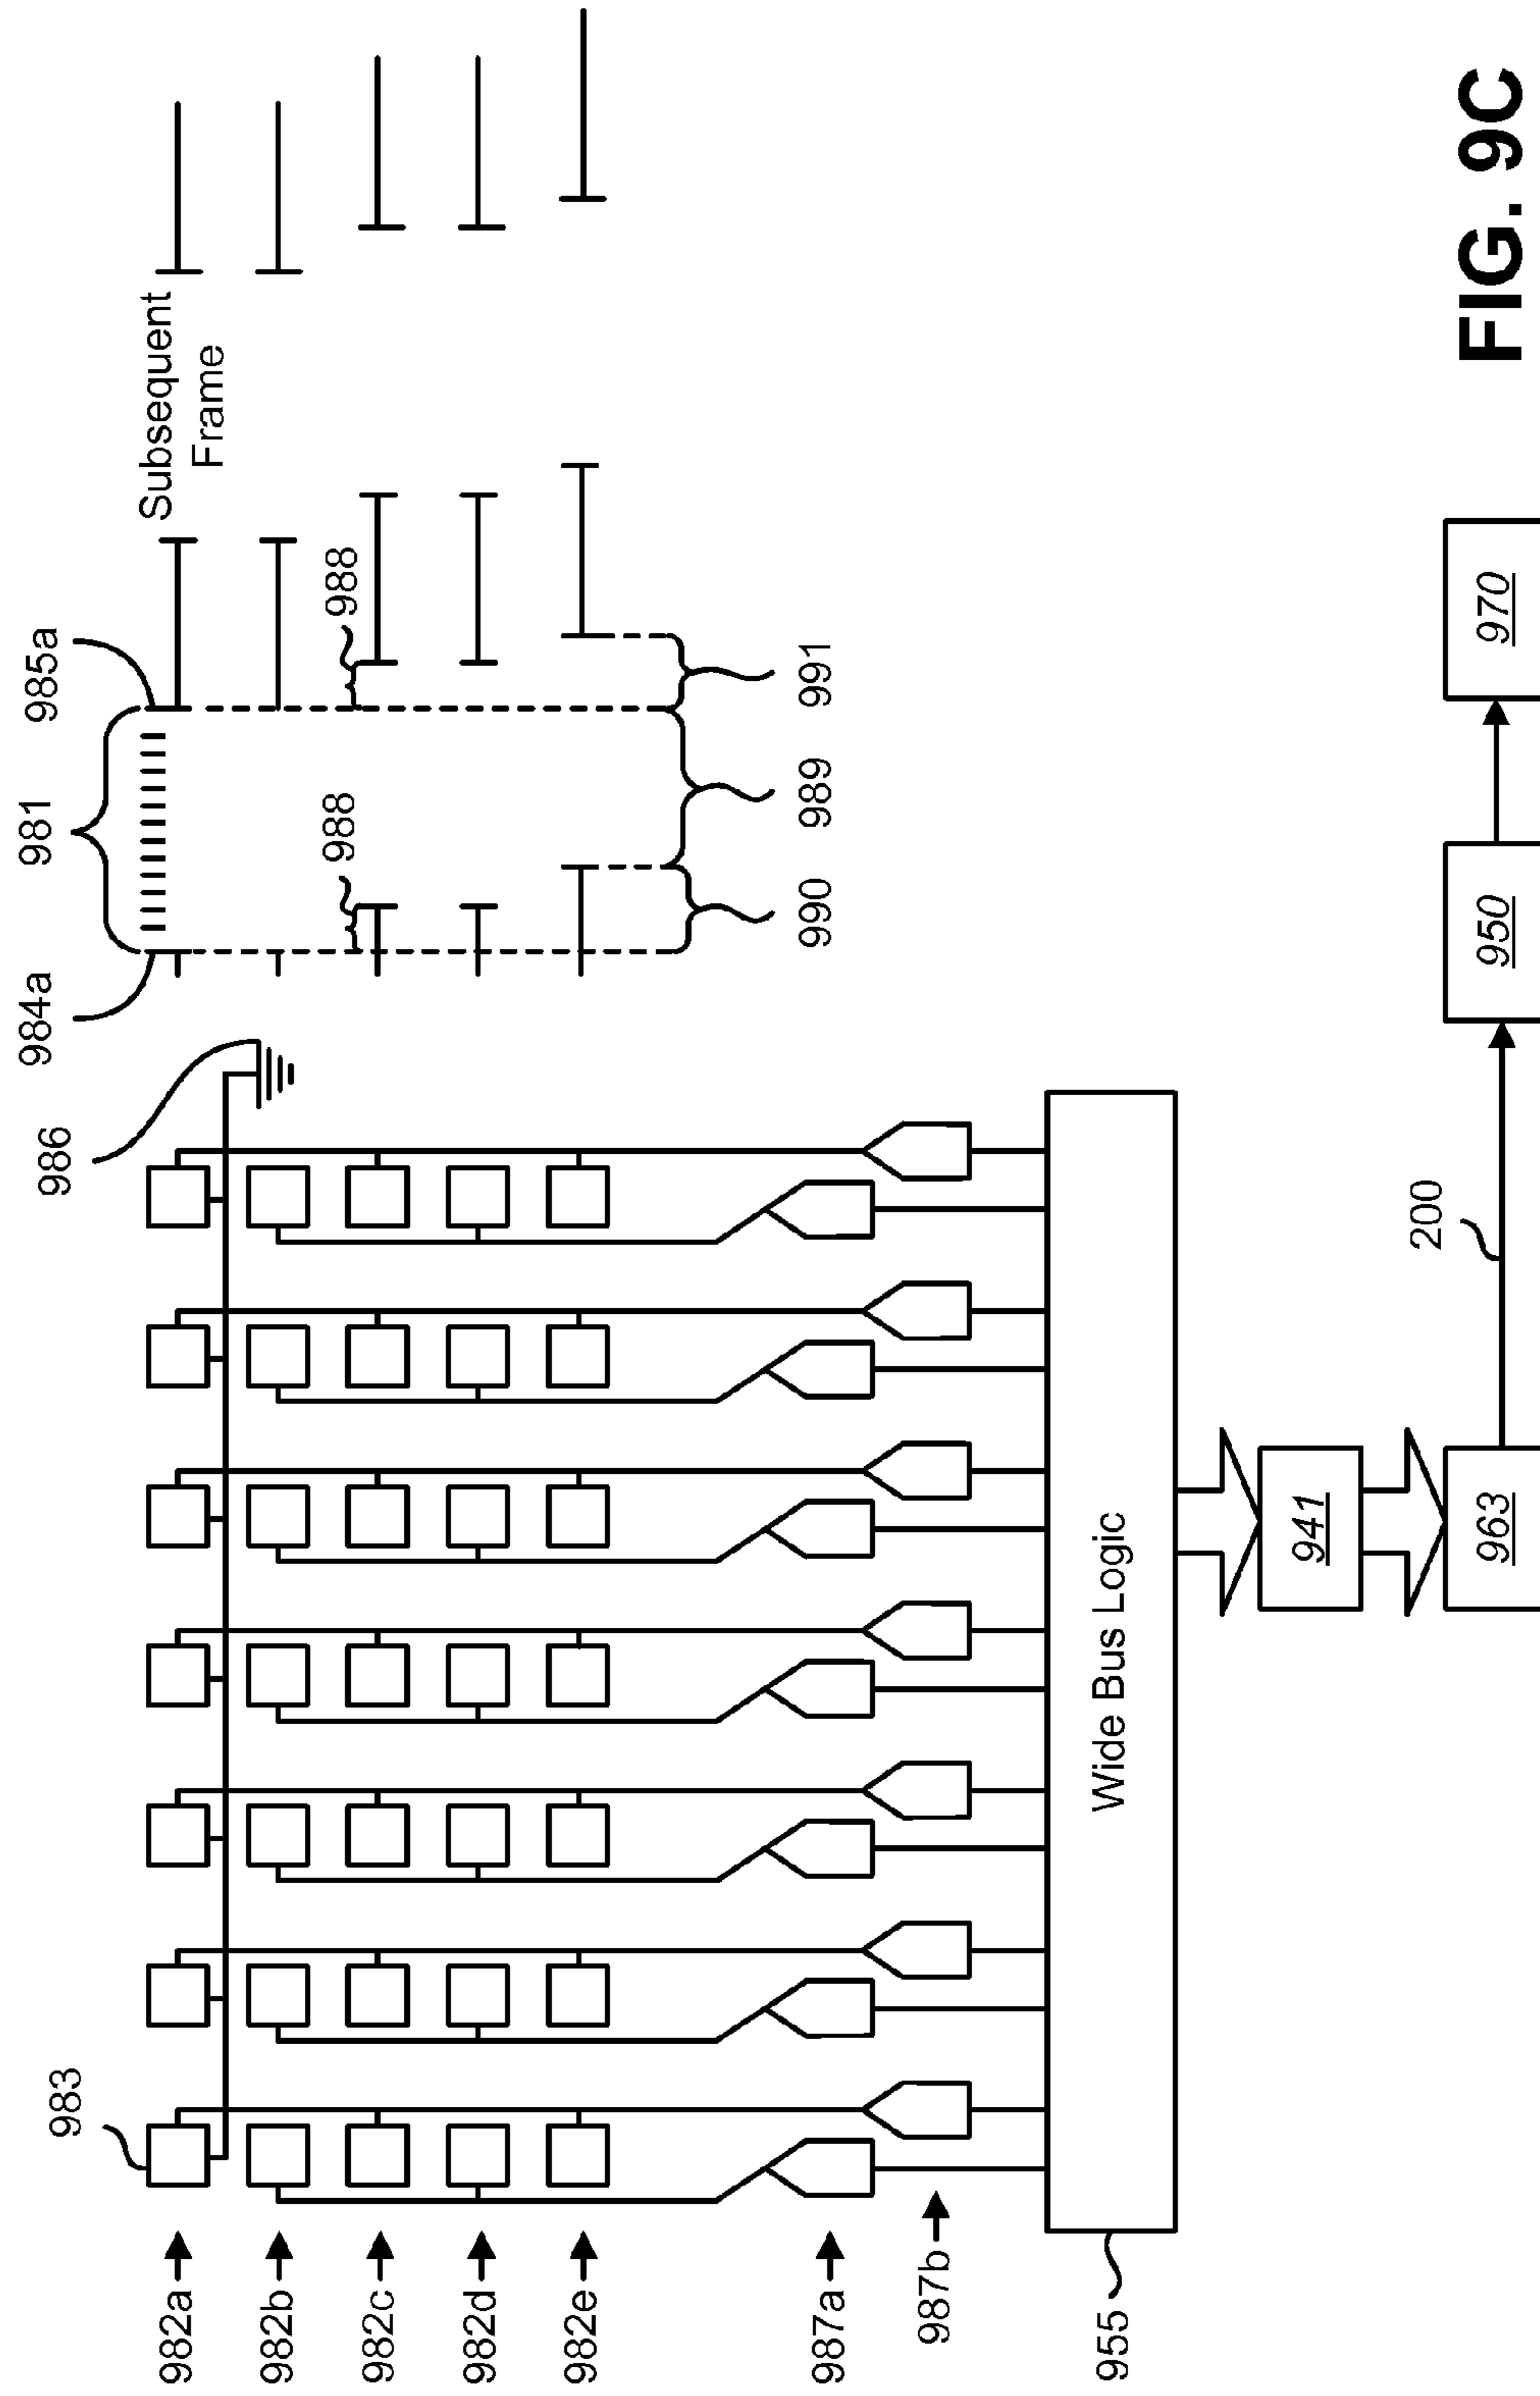 986
984a
981
985a
983
Subsequent
Frame
982a
982b
988
988
982c
982d
982e
990
989
991
987a
987b
955
Wide Bus Logic
941
963
200
950
970
FIG. 9C